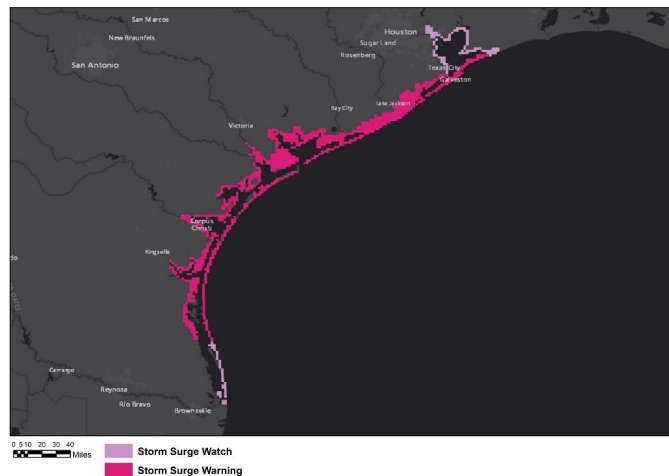 San Marcos
New Braunfels
San Antonio
Houston
Sugar Land
Rosenberg
Texas City
Galveston
Lake Jackson
Bay City
Victoria
Corpus
Christi
Kingsville
Camargo
Reynosa
Río Bravo
Brownsville
0 5 10 20 30 40
Miles
Storm Surge Watch
Storm Surge Warning